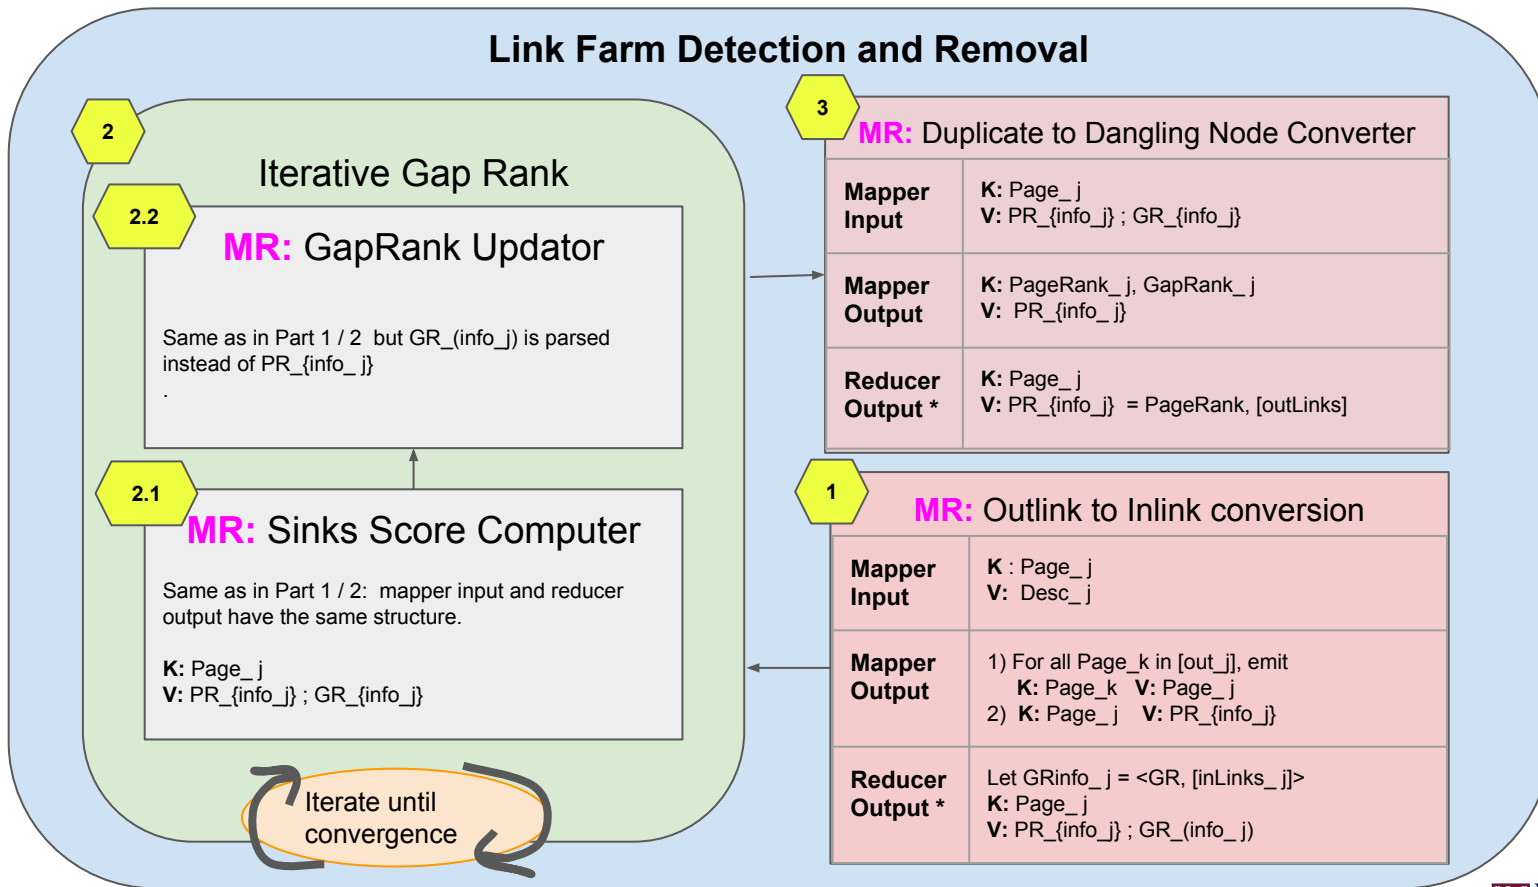 Link Farm Detection and Removal
2
Iterative Gap Rank
2.2
MR: GapRank Updator
Same as in Part 1 / 2  but GR_(info_j) is parsed
instead of PR_{info_ j}
.
2.1
MR: Sinks Score Computer
Same as in Part 1 / 2:  mapper input and reducer
output have the same structure.
K: Page_ j
V: PR_{info_j} ; GR_{info_j}
Iterate until
convergence
3
MR: Duplicate to Dangling Node Converter
Mapper
Input
K: Page_ j
V: PR_{info_j} ; GR_{info_j}
Mapper
Output
K: PageRank_ j, GapRank_ j
V:  PR_{info_ j}
Reducer
Output *
K: Page_ j
V: PR_{info_j}  = PageRank, [outLinks]
1
MR: Outlink to Inlink conversion
Mapper
Input
K : Page_ j
V:  Desc_ j
Mapper
Output
1) For all Page_k in [out_j], emit
K: Page_k   V: Page_ j
2)  K: Page_ j    V: PR_{info_j}
Reducer
Output *
Let GRinfo_ j = <GR, [inLinks_ j]>
K: Page_ j
V: PR_{info_j} ; GR_(info_ j)